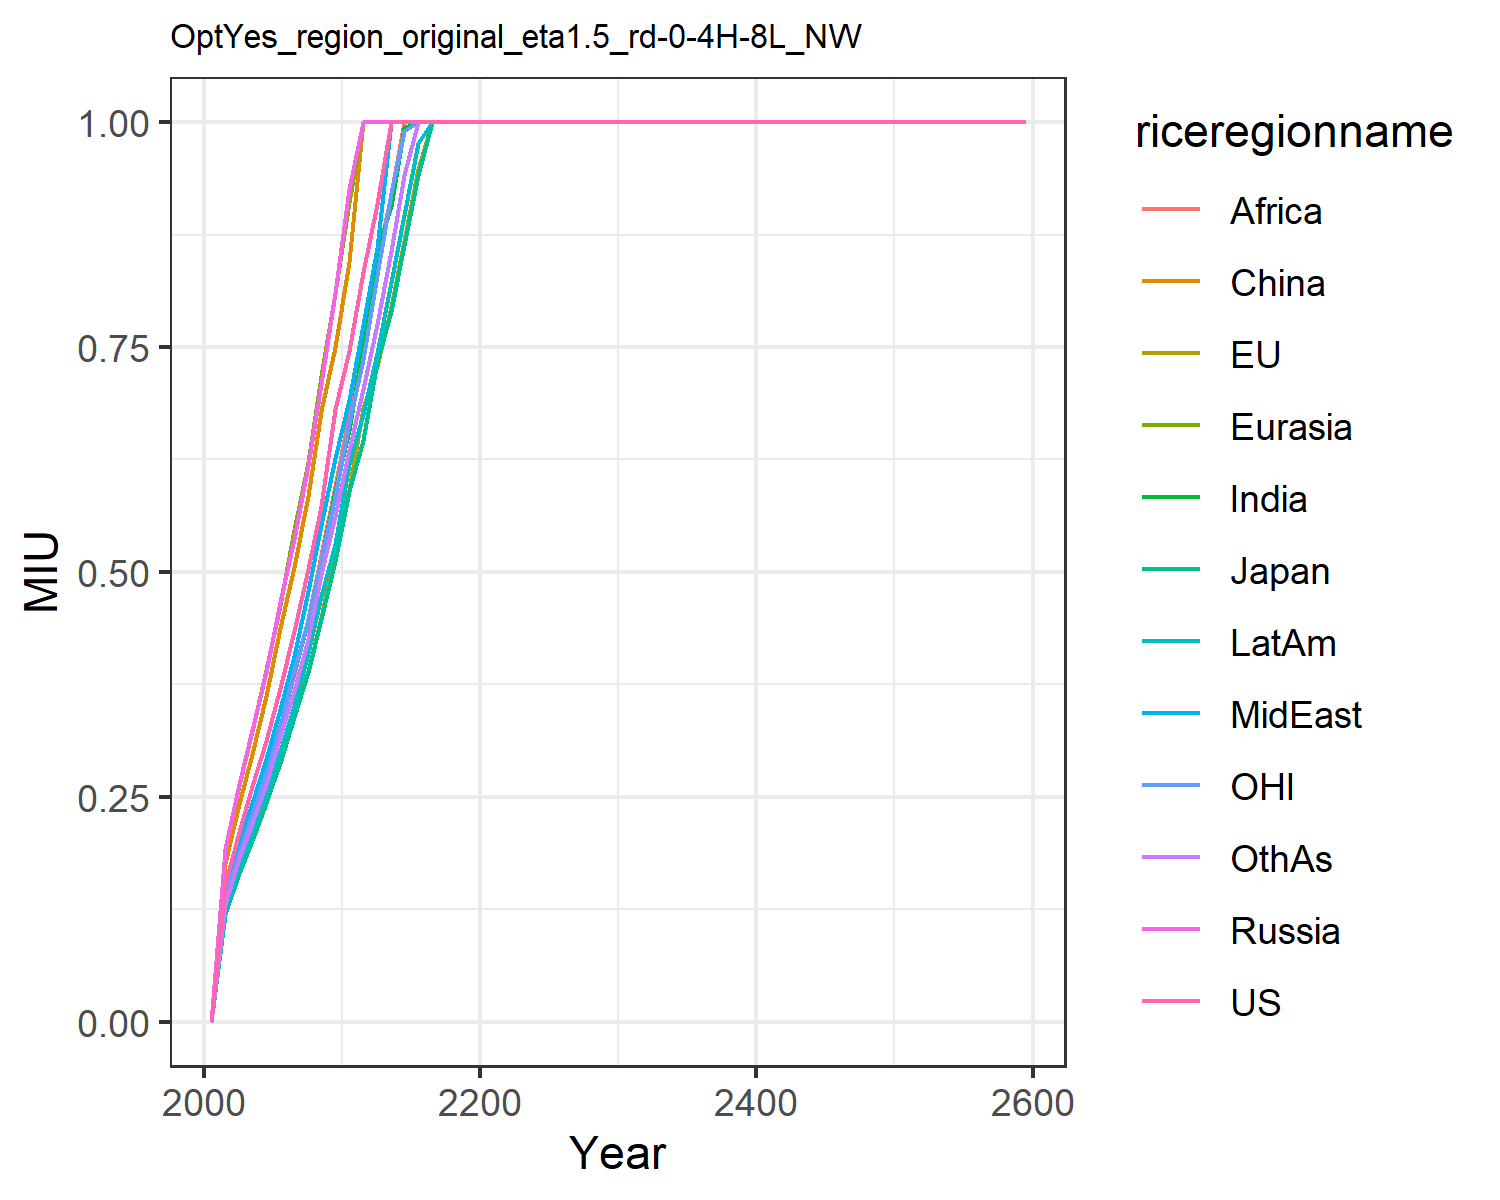 OptYes_region_original_eta1.5_rd-0-4H-8L_NW
1.00
0.75
0.50
0.25
0.00
MIU
2000
2200
2400
2600
Year
riceregionname
Africa
China
EU
Eurasia
India
Japan
LatAm
MidEast
OHI
OthAs
Russia
US